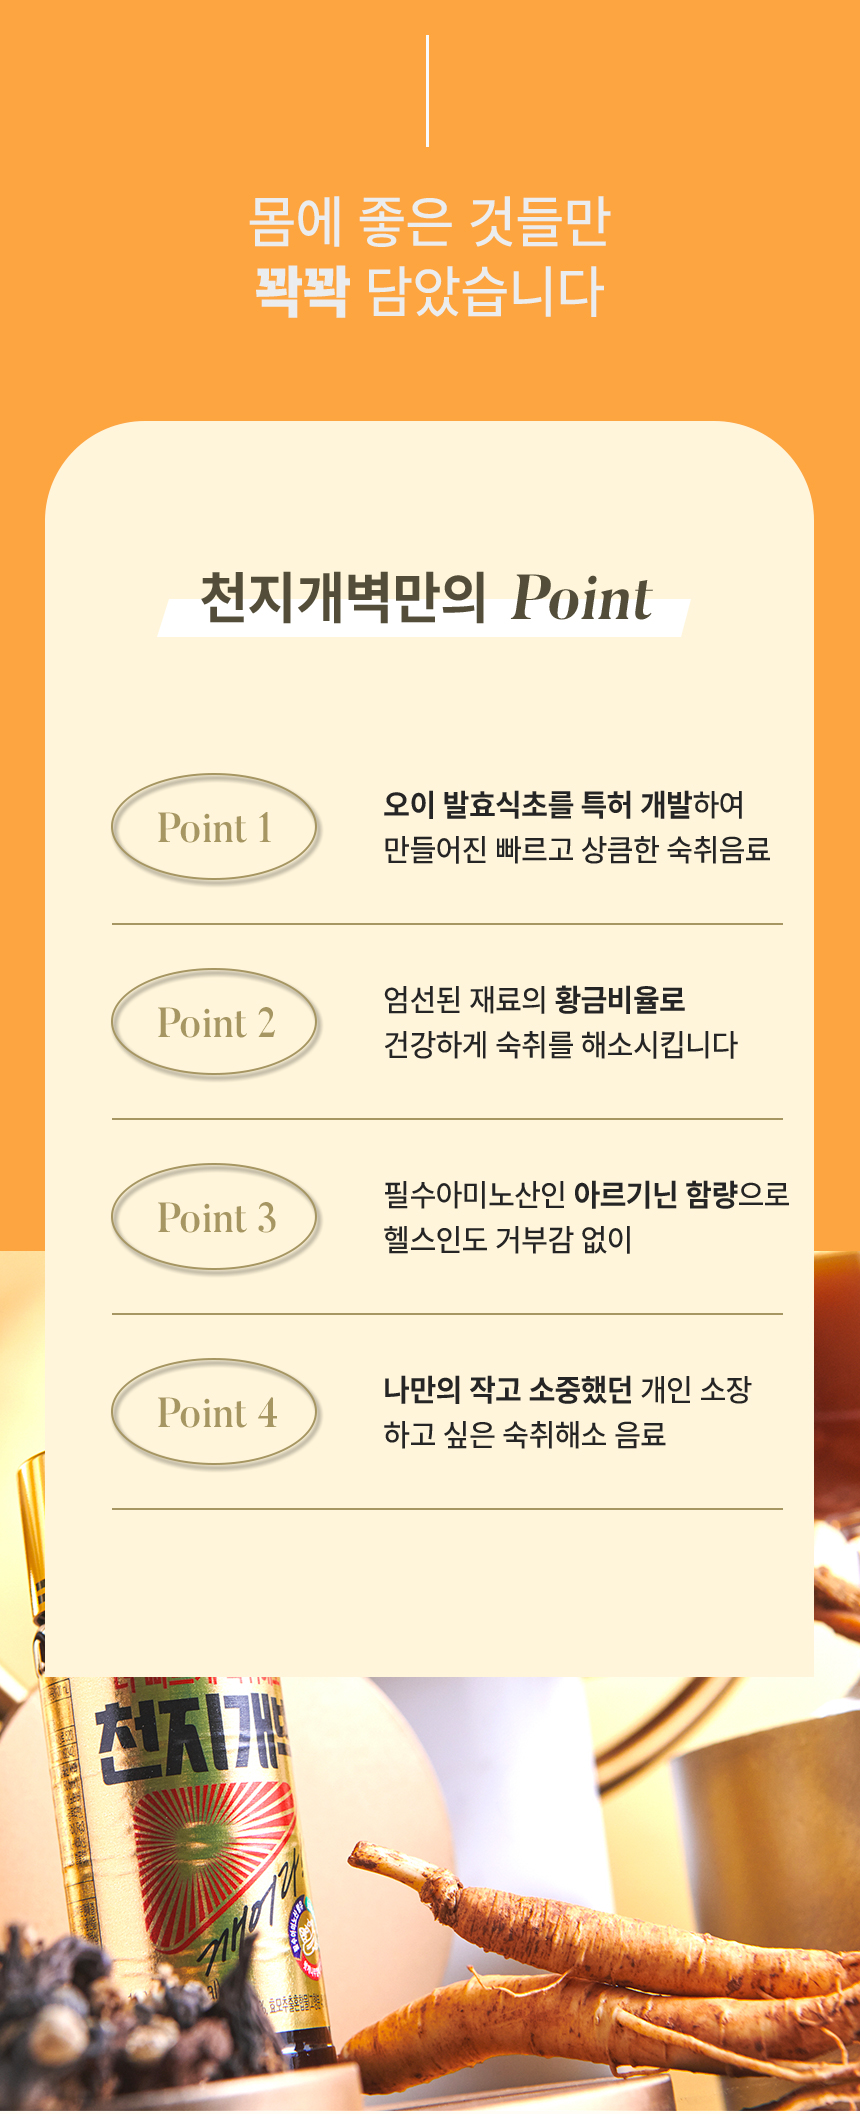 몸에 좋은 것들만
꽉꽉 담았습니다
천지개벽만의 Point
Point 1
오이 발효식초를 특허 개발하여
만들어진 빠르고 상큼한 숙취음료
Point 2
엄선된 재료의 황금비율로
건강하게 숙취를 해소시킵니다
Point 3
필수아미노산인 아르기닌 함량으로
헬스인도 거부감 없이
Point 4
나만의 작고 소중했던 개인 소장
하고 싶은 숙취해소 음료
천지개
깨어라